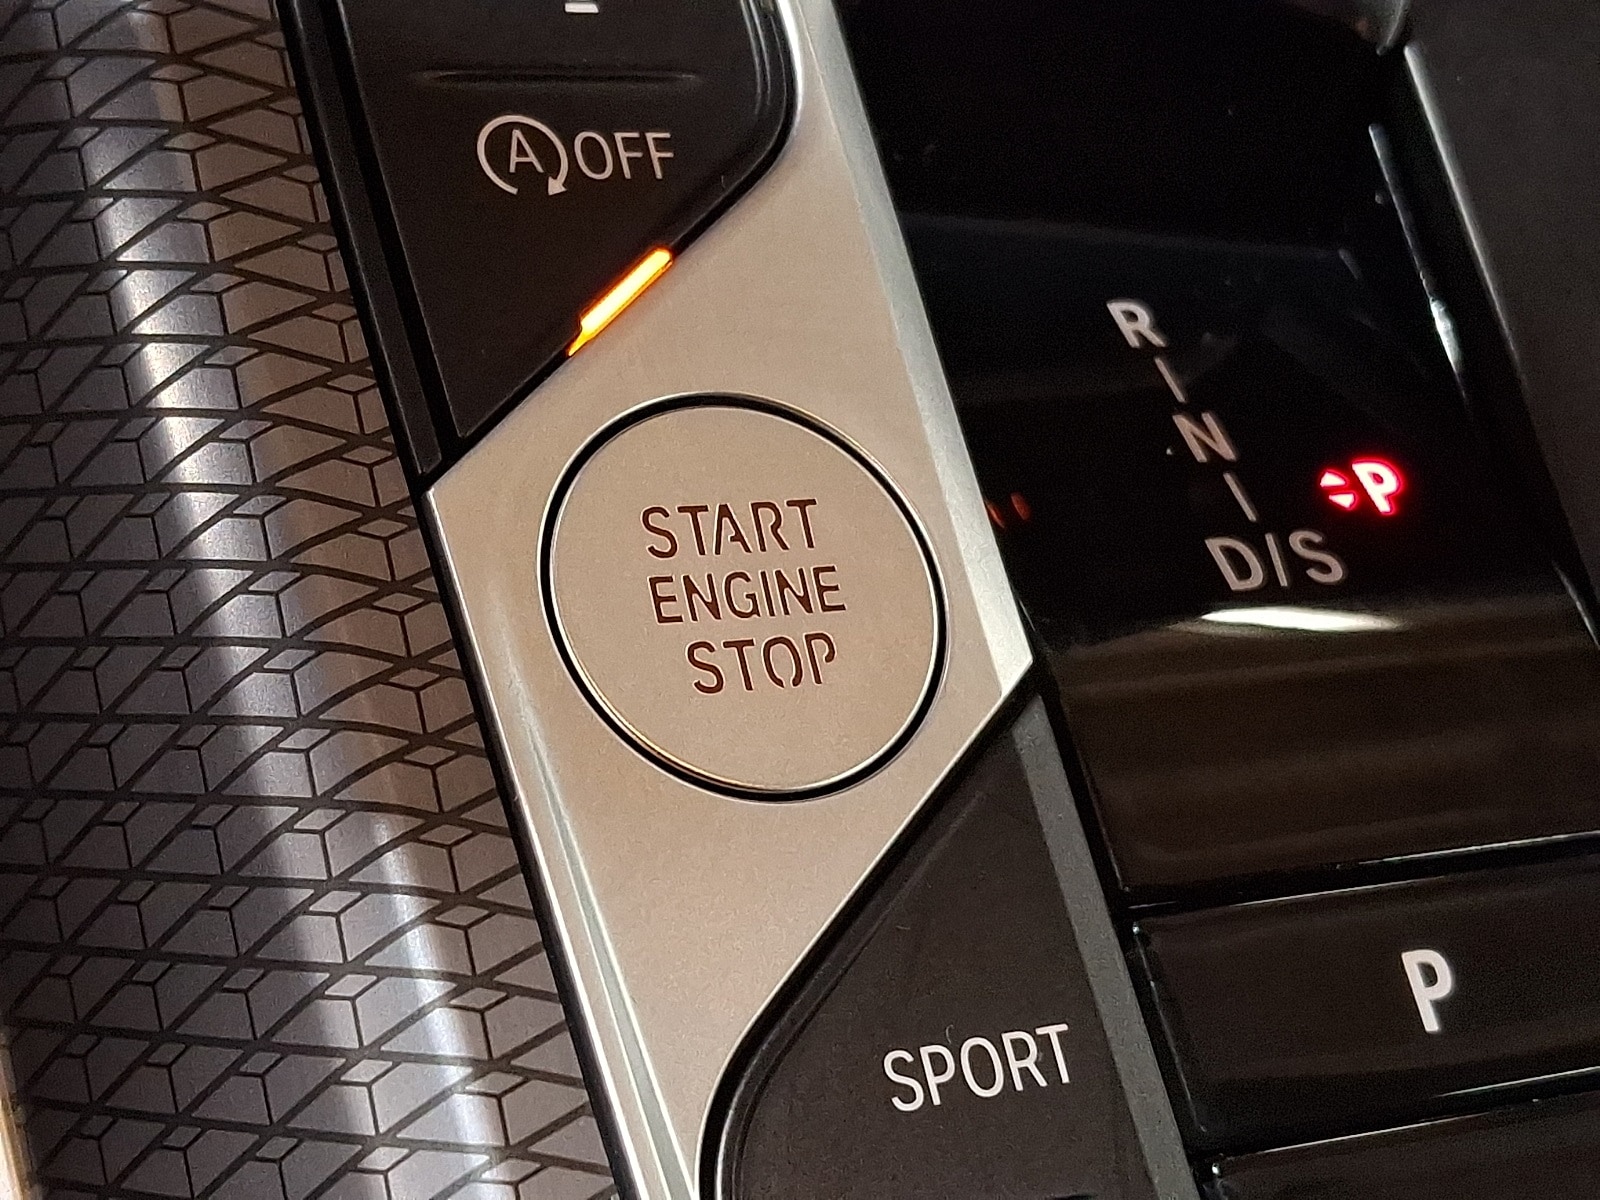 A OFF
START
ENGINE
STOP
R
N
D/S
P
P
SPORT